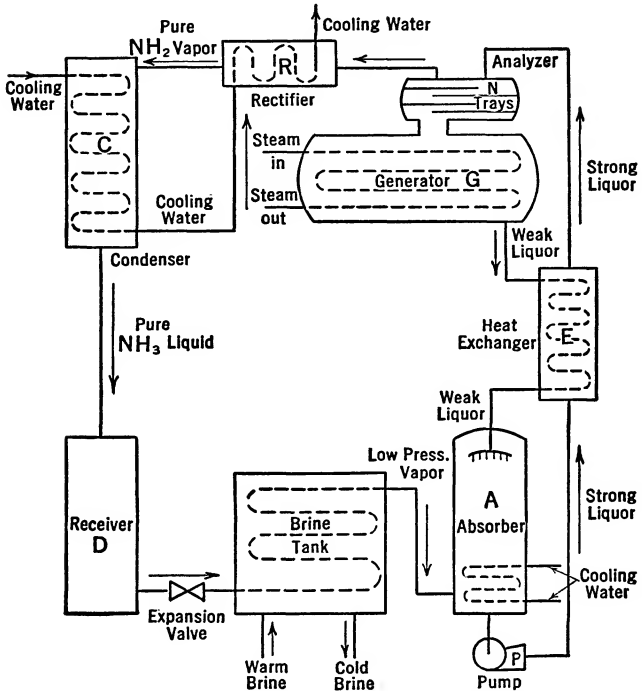 Pure
NH₂ Vapor
Cooling Water
Analyzer
Cooling
Water
R
Rectifier
N
Trays
C
Steam
in
Generator G
Steam
out
Strong
Liquor
Cooling
Water
Weak
Liquor
Condenser
Pure
NH₃ Liquid
Heat
Exchanger
E
Weak
Liquor
Low Press.
Vapor
A
Absorber
Strong
Liquor
Receiver
D
Brine
Tank
Cooling
Water
Expansion
Valve
Warm
Brine
Cold
Brine
P
Pump